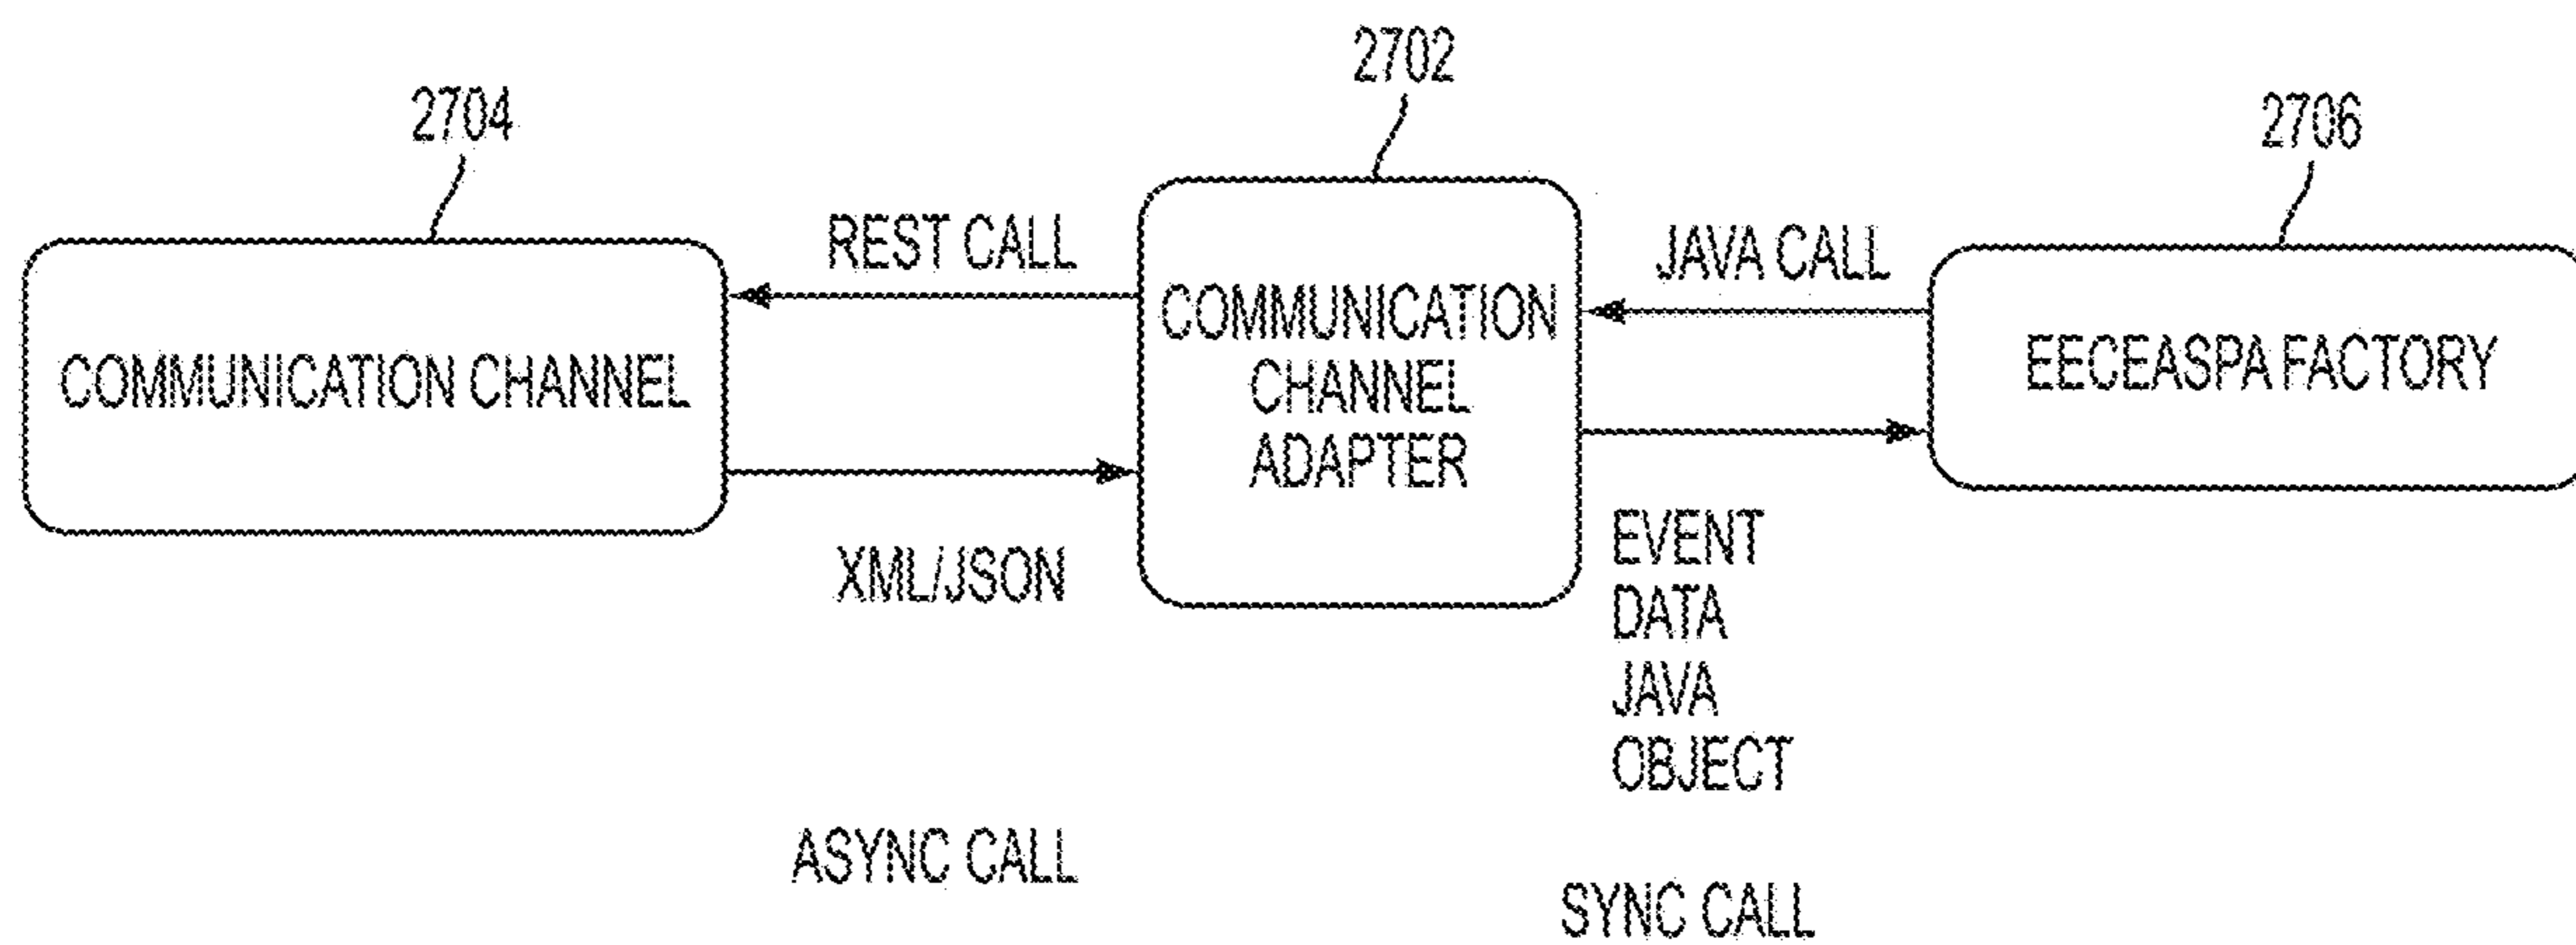 2702
2704
2706
REST CALL
JAVA CALL
COMMUNICATION CHANNEL
COMMUNICATION
CHANNEL
ADAPTER
EECEASPA FACTORY
XML/JSON
EVENT
DATA
JAVA
OBJECT
ASYNC CALL
SYNC CALL